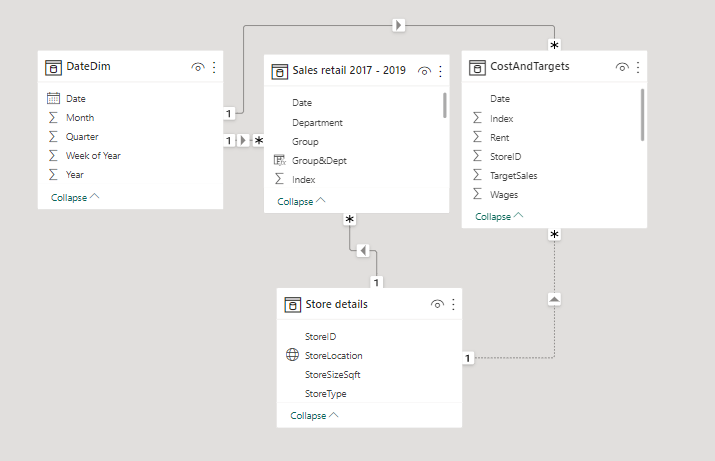 DateDim
Date
Month
Quarter
Week of Year
Year
Collapse
1
1
*
Sales retail 2017 - 2019
Date
Department
Group
Group&Dept
Index
Collapse
*
*
CostAndTargets
Date
Index
Rent
StoreID
TargetSales
Wages
Collapse
*
1
Store details
StoreID
StoreLocation
StoreSizeSqft
StoreType
Collapse
1